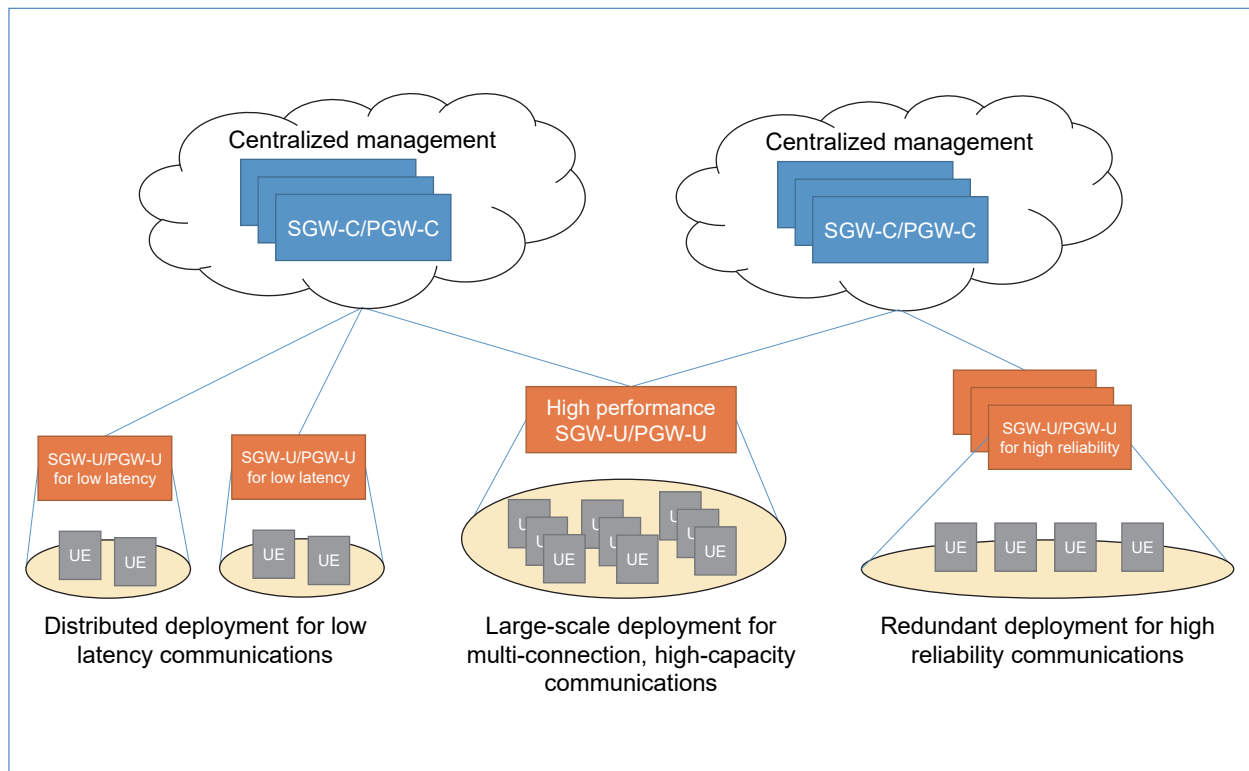 Centralized management
SGW-C/PGW-C
Centralized management
SGW-C/PGW-C
High performance
SGW-U/PGW-U
SGW-U/PGW-U
for low latency
SGW-U/PGW-U
for low latency
SGW-U/PGW-U
for high reliability
UE
UE
UE
UE
U
U
UE
U
U
UE
U
U
UE
UE
UE
UE
UE
Distributed deployment for low
latency communications
Large-scale deployment for
multi-connection, high-capacity
communications
Redundant deployment for high
reliability communications